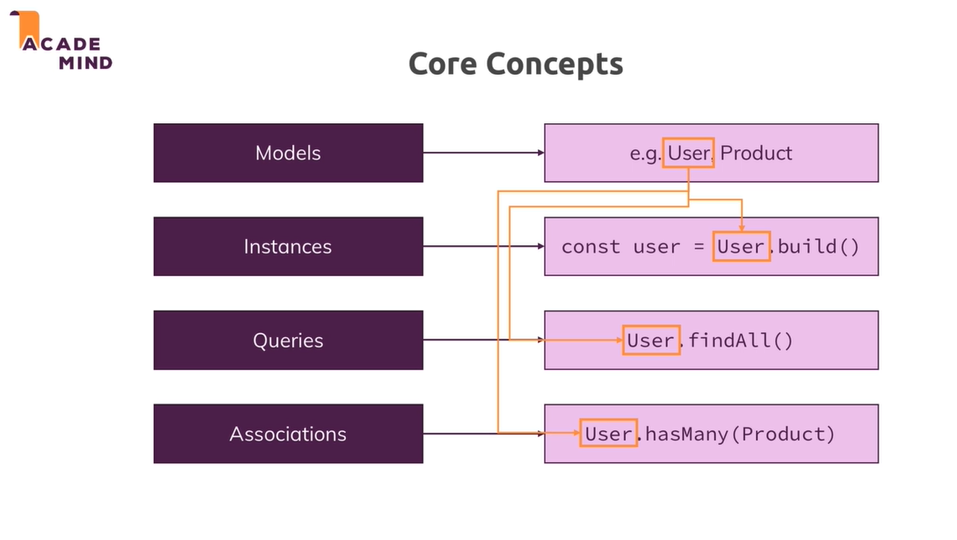 ACADE
MIND
Core Concepts
Models
e.g. User, Product
Instances
const user = User.build()
Queries
User.findAll()
Associations
User.hasMany(Product)